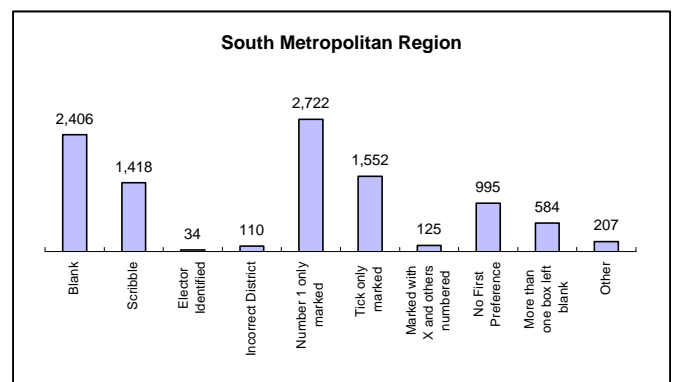 South Metropolitan Region
2,406
1,418
34
110
2,722
1,552
125
995
584
207
Blank
Scribble
Elector
Identified
Incorrect District
Number 1 only
marked
Tick only
marked
Marked with
X and others
numbered
No First
Preference
More than
one box left
blank
Other